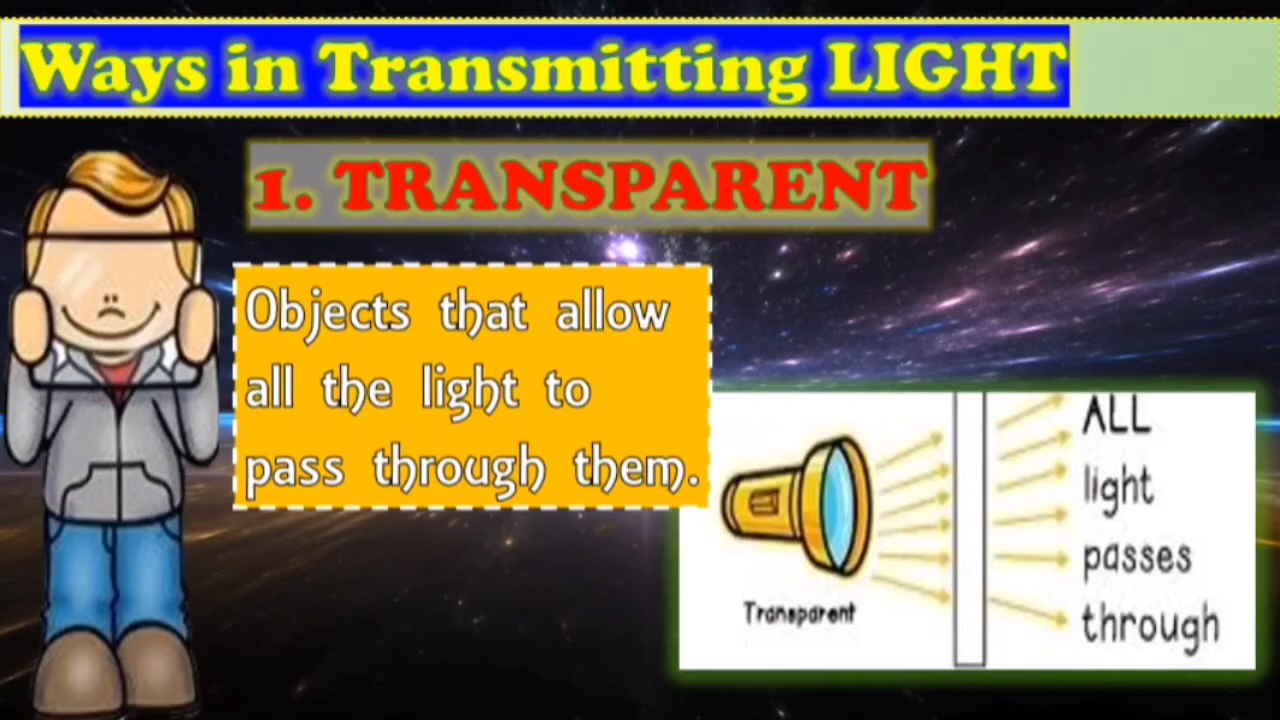 Ways in Transmitting LIGHT
1. TRANSPARENT
Objects that allow
all the light to
pass through them.
ALL
light
passes
through
Transparent